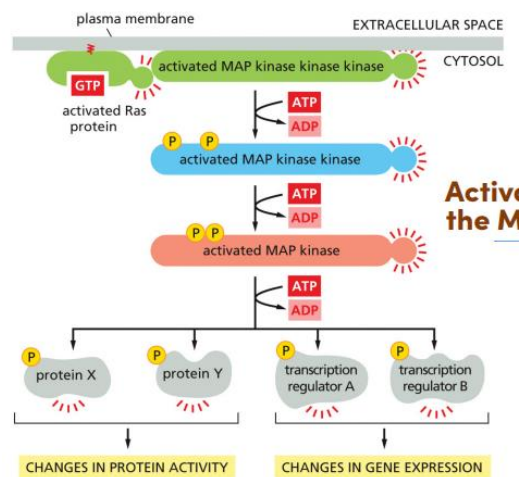 plasma membrane
EXTRACELLULAR SPACE
CYTOSOL
activated MAP kinase kinase kinase
GTP
activated Ras
protein
ATP
ADP
P P
activated MAP kinase kinase
ATP
ADP
P P
activated MAP kinase
ATP
ADP
P
protein X
P
protein Y
P
transcription
regulator A
P
transcription
regulator B
CHANGES IN PROTEIN ACTIVITY
CHANGES IN GENE EXPRESSION
the M